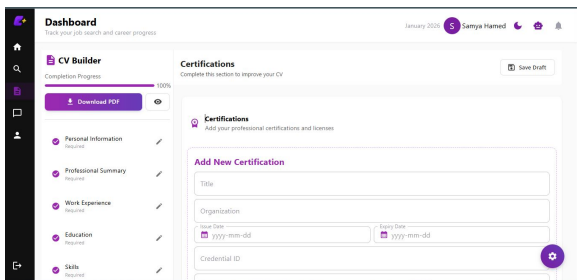 Dashboard
Track your job search and career progress
January 2026
S
Samya Hamed
CV Builder
Completion Progress
100%
Download PDF
Personal Information
Required
Professional Summary
Required
Work Experience
Required
Education
Required
Skills
Required
Certifications
Complete this section to improve your CV
Save Draft
Certifications
Add your professional certifications and licenses
Add New Certification
Title
Organization
Issue Date
yyyy-mm-dd
Expiry Date
yyyy-mm-dd
Credential ID